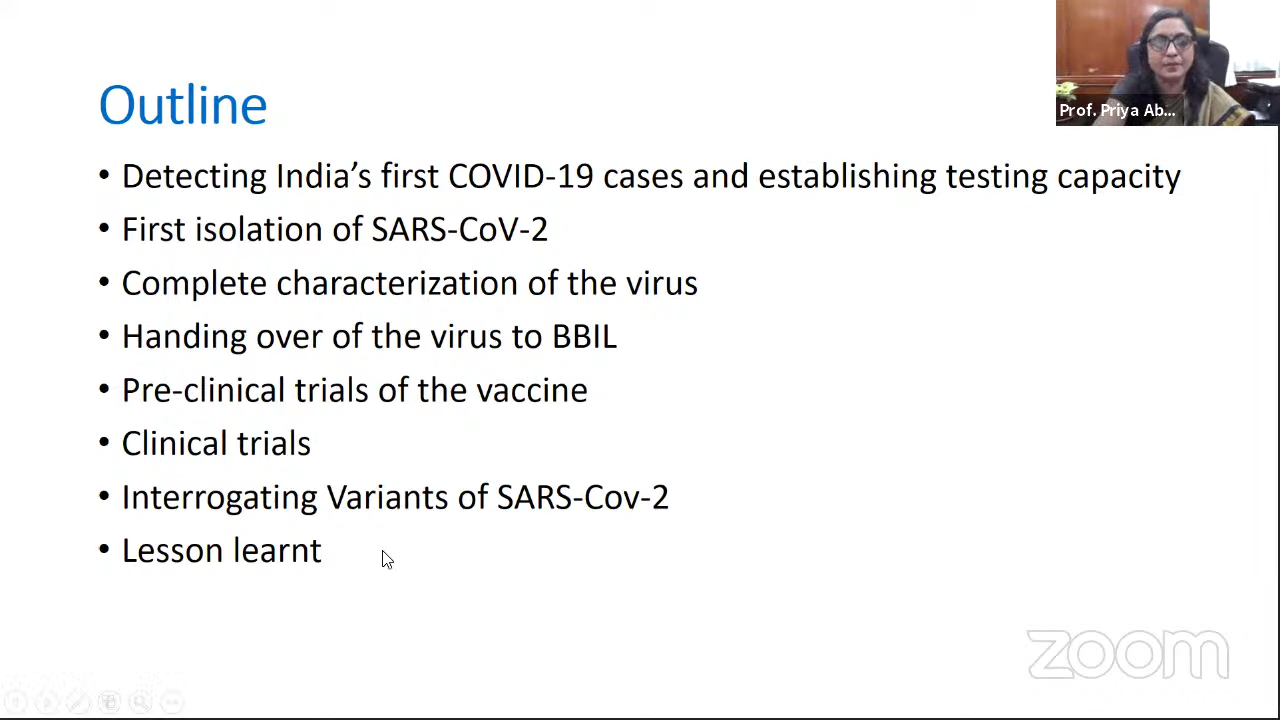 Outline
Prof. Priya Ab...
• Detecting India's first COVID-19 cases and establishing testing capacity
• First isolation of SARS-CoV-2
• Complete characterization of the virus
• Handing over of the virus to BBIL
• Pre-clinical trials of the vaccine
• Clinical trials
• Interrogating Variants of SARS-Cov-2
• Lesson learnt
zoom